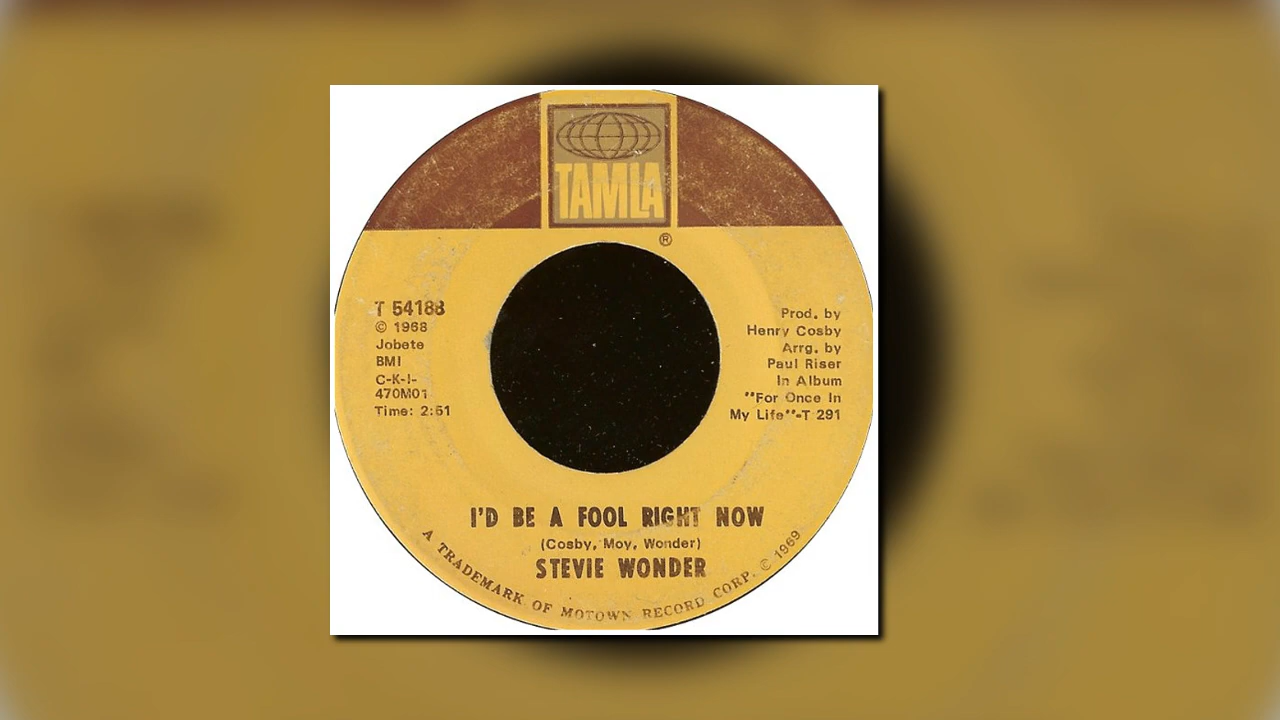 TAMLA
®
T 54188
© 1968
Jobete
BMI
C-K-I-
470M01
Time: 2:51
Prod. by
Henry Cosby
Arrg. by
Paul Riser
In Album
"For Once In
My Life"-T 291
I'D BE A FOOL RIGHT NOW
(Cosby, Moy, Wonder)
STEVIE WONDER
A TRADEMARK OF MOTOWN RECORD CORP. © 1969